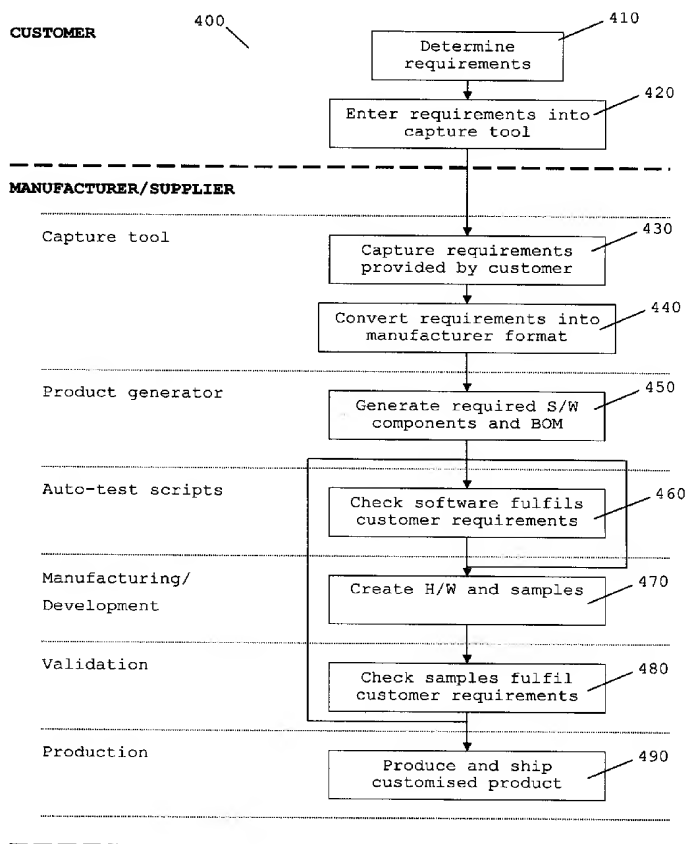 CUSTOMER
400
410
Determine
requirements
420
Enter requirements into
capture tool
MANUFACTURER/SUPPLIER
Capture tool
430
Capture requirements
provided by customer
440
Convert requirements into
manufacturer format
Product generator
450
Generate required S/W
components and BOM
Auto-test scripts
460
Check software fulfils
customer requirements
Manufacturing/
Development
470
Create H/W and samples
Validation
480
Check samples fulfil
customer requirements
Production
490
Produce and ship
customised product